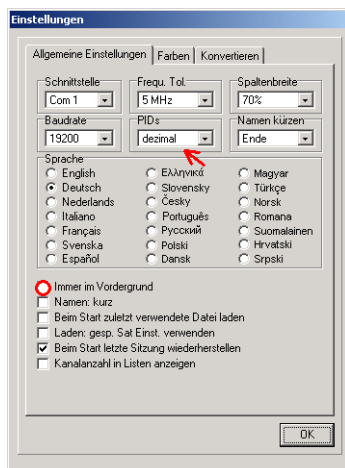 Einstellungen
Allgemeine Einstellungen Farben Konvertieren
Schnittstelle Frequ. Tol. Spaltenbreite
Com 1 5 MHz 70%
Baudrate PIDs Namen kürzen
19200 dezimal Ende
Sprache
English Ελληνικά Magyar
Deutsch Slovensky Türkçe
Nederlands Česky Norsk
Italiano Português Romana
Français Русский Suomalainen
Svenska Polski Hrvatski
Español Dansk Srpski
Immer im Vordergrund
Namen: kurz
Beim Start zuletzt verwendete Datei laden
Laden: gesp. Sat Einst. verwenden
Beim Start letzte Sitzung wiederherstellen
Kanalanzahl in Listen anzeigen
OK